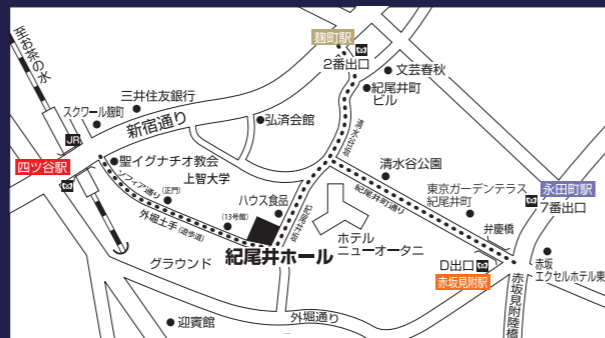 至お茶の水
麹町駅
2番出口
文芸春秋
紀尾井町
ビル
三井住友銀行
スクワール麹町
新宿通り
弘済会館
清水谷坂
JR
四ツ谷駅
聖イグナチオ教会
上智大学
ソフィア通り
(正門)
ハウス食品
清水谷公園
東京ガーデンテラス
紀尾井町
永田町駅
7番出口
紀尾井町通り
外堀土手(遊歩道)
(13号館)
紀尾井坂
弁慶橋
紀尾井ホール
ホテル
ニューオータニ
グラウンド
D出口
赤坂見附駅
赤坂
エクセルホテル東
赤坂見附陸橋
外堀通り
迎賓館